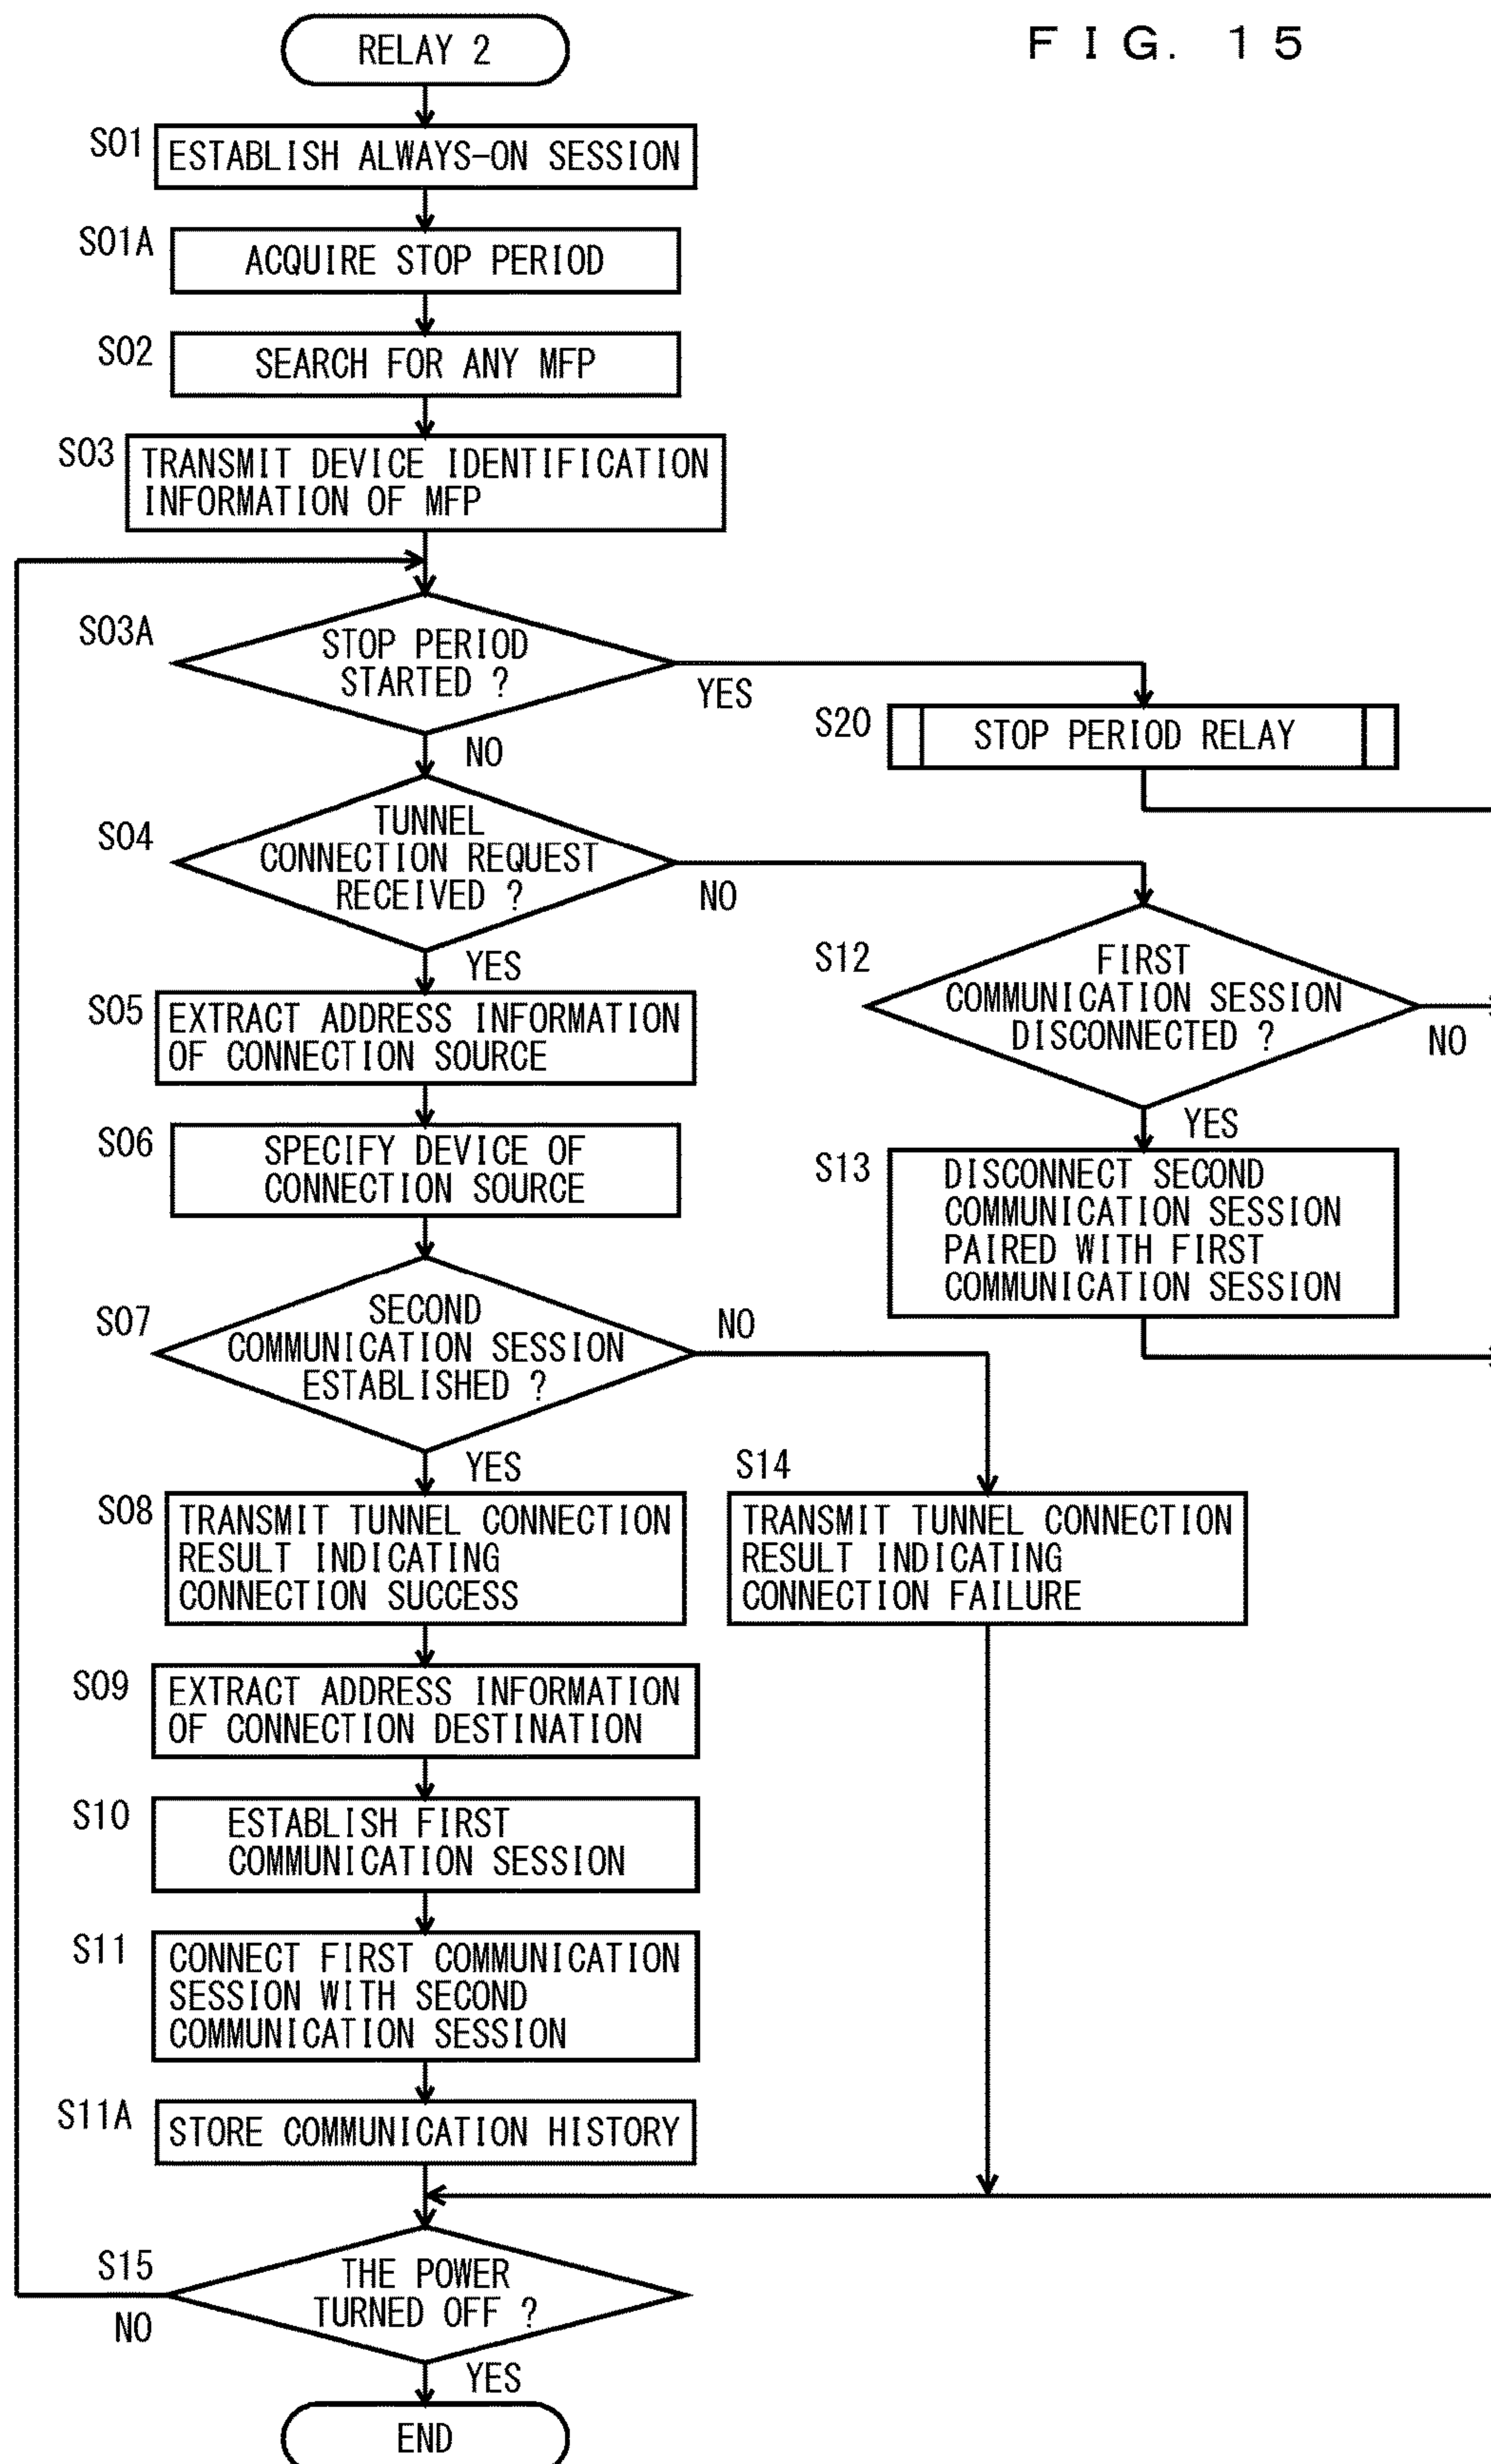 RELAY 2
FIG. 15
S01
ESTABLISH ALWAYS-ON SESSION
S01A
ACQUIRE STOP PERIOD
S02
SEARCH FOR ANY MFP
S03
TRANSMIT DEVICE IDENTIFICATION
INFORMATION OF MFP
S03A
STOP PERIOD
STARTED ?
YES
NO
S20
STOP PERIOD RELAY
S04
TUNNEL
CONNECTION REQUEST
RECEIVED ?
NO
YES
S12
FIRST
COMMUNICATION SESSION
DISCONNECTED ?
NO
YES
S05
EXTRACT ADDRESS INFORMATION
OF CONNECTION SOURCE
S06
SPECIFY DEVICE OF
CONNECTION SOURCE
S13
DISCONNECT SECOND
COMMUNICATION SESSION
PAIRED WITH FIRST
COMMUNICATION SESSION
S07
SECOND
COMMUNICATION SESSION
ESTABLISHED ?
NO
YES
S08
TRANSMIT TUNNEL CONNECTION
RESULT INDICATING
CONNECTION SUCCESS
S14
TRANSMIT TUNNEL CONNECTION
RESULT INDICATING
CONNECTION FAILURE
S09
EXTRACT ADDRESS INFORMATION
OF CONNECTION DESTINATION
S10
ESTABLISH FIRST
COMMUNICATION SESSION
S11
CONNECT FIRST COMMUNICATION
SESSION WITH SECOND
COMMUNICATION SESSION
S11A
STORE COMMUNICATION HISTORY
S15
THE POWER
TURNED OFF ?
NO
YES
END